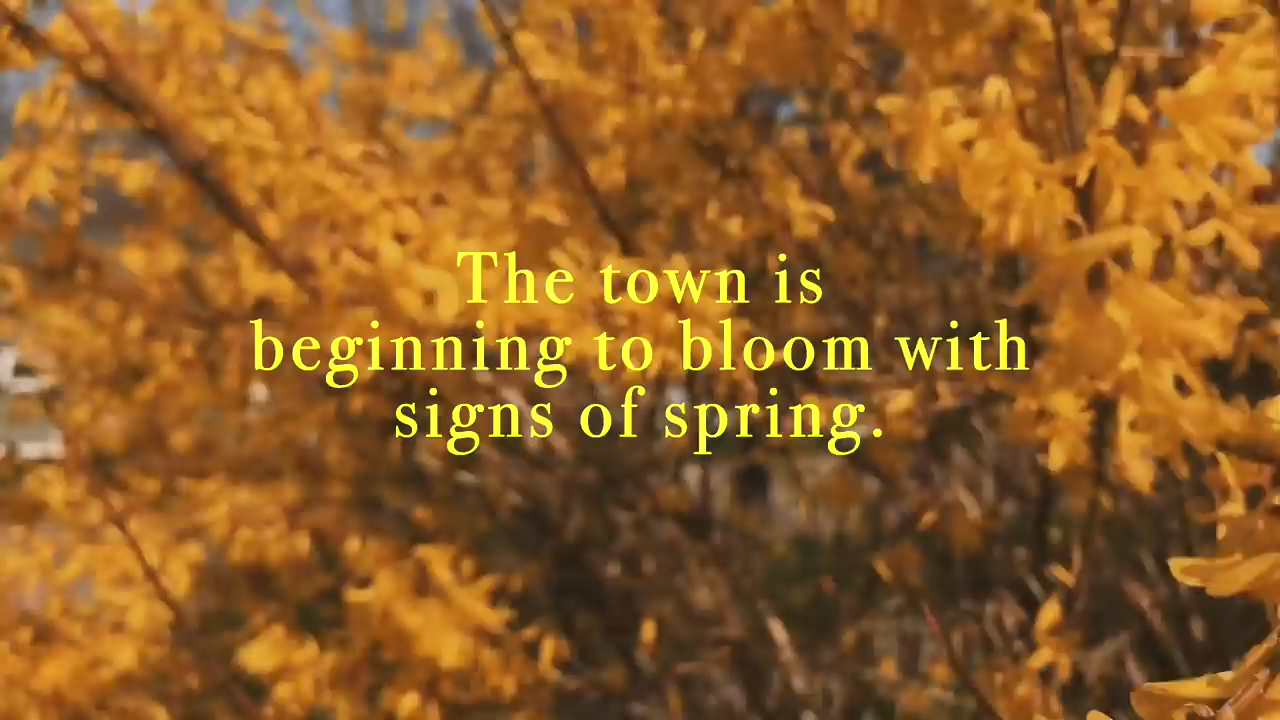 The town is
beginning to bloom with
signs of spring.